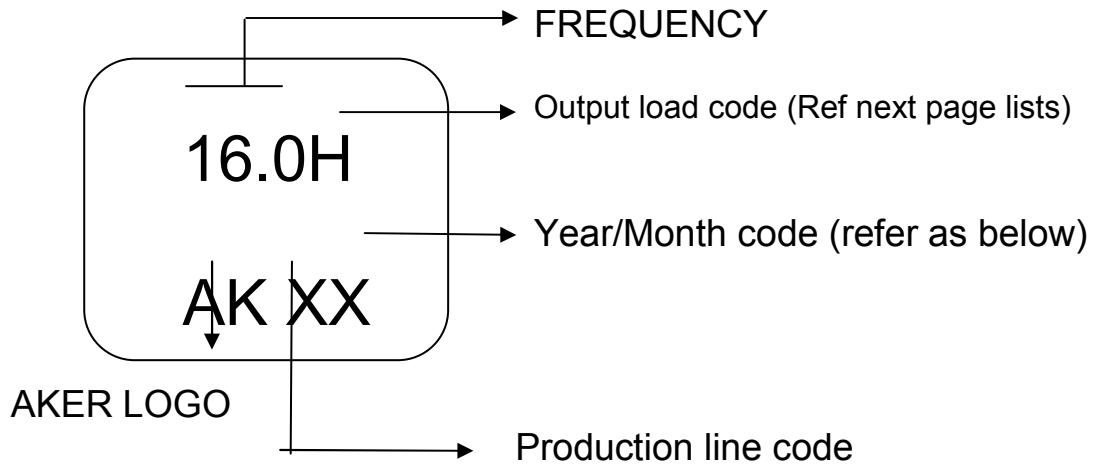 FREQUENCY
Output load code (Ref next page lists)
16.0H
Year/Month code (refer as below)
AK XX
AKER LOGO
Production line code